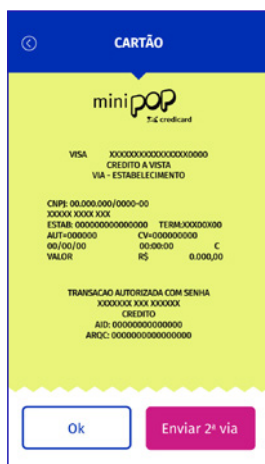 CARTÃO
mini pop
credicard
VISA XXXXXXXXXXXXXXXX0000
CREDITO A VISTA
VIA - ESTABELECIMENTO
CNPJ: 00.000.000/0000-00
XXXXX XXXX XXX
ESTAB: 000000000000000 TERM:XXX00X00
AUT=000000 CV=000000000
00/00/00 00:00:00 C
VALOR R$ 0.000,00
TRANSACAO AUTORIZADA COM SENHA
XXXXXXX XXX XXXXXX
CREDITO
AID: 00000000000000
ARQC: 0000000000000000
Ok
Enviar 2ª via